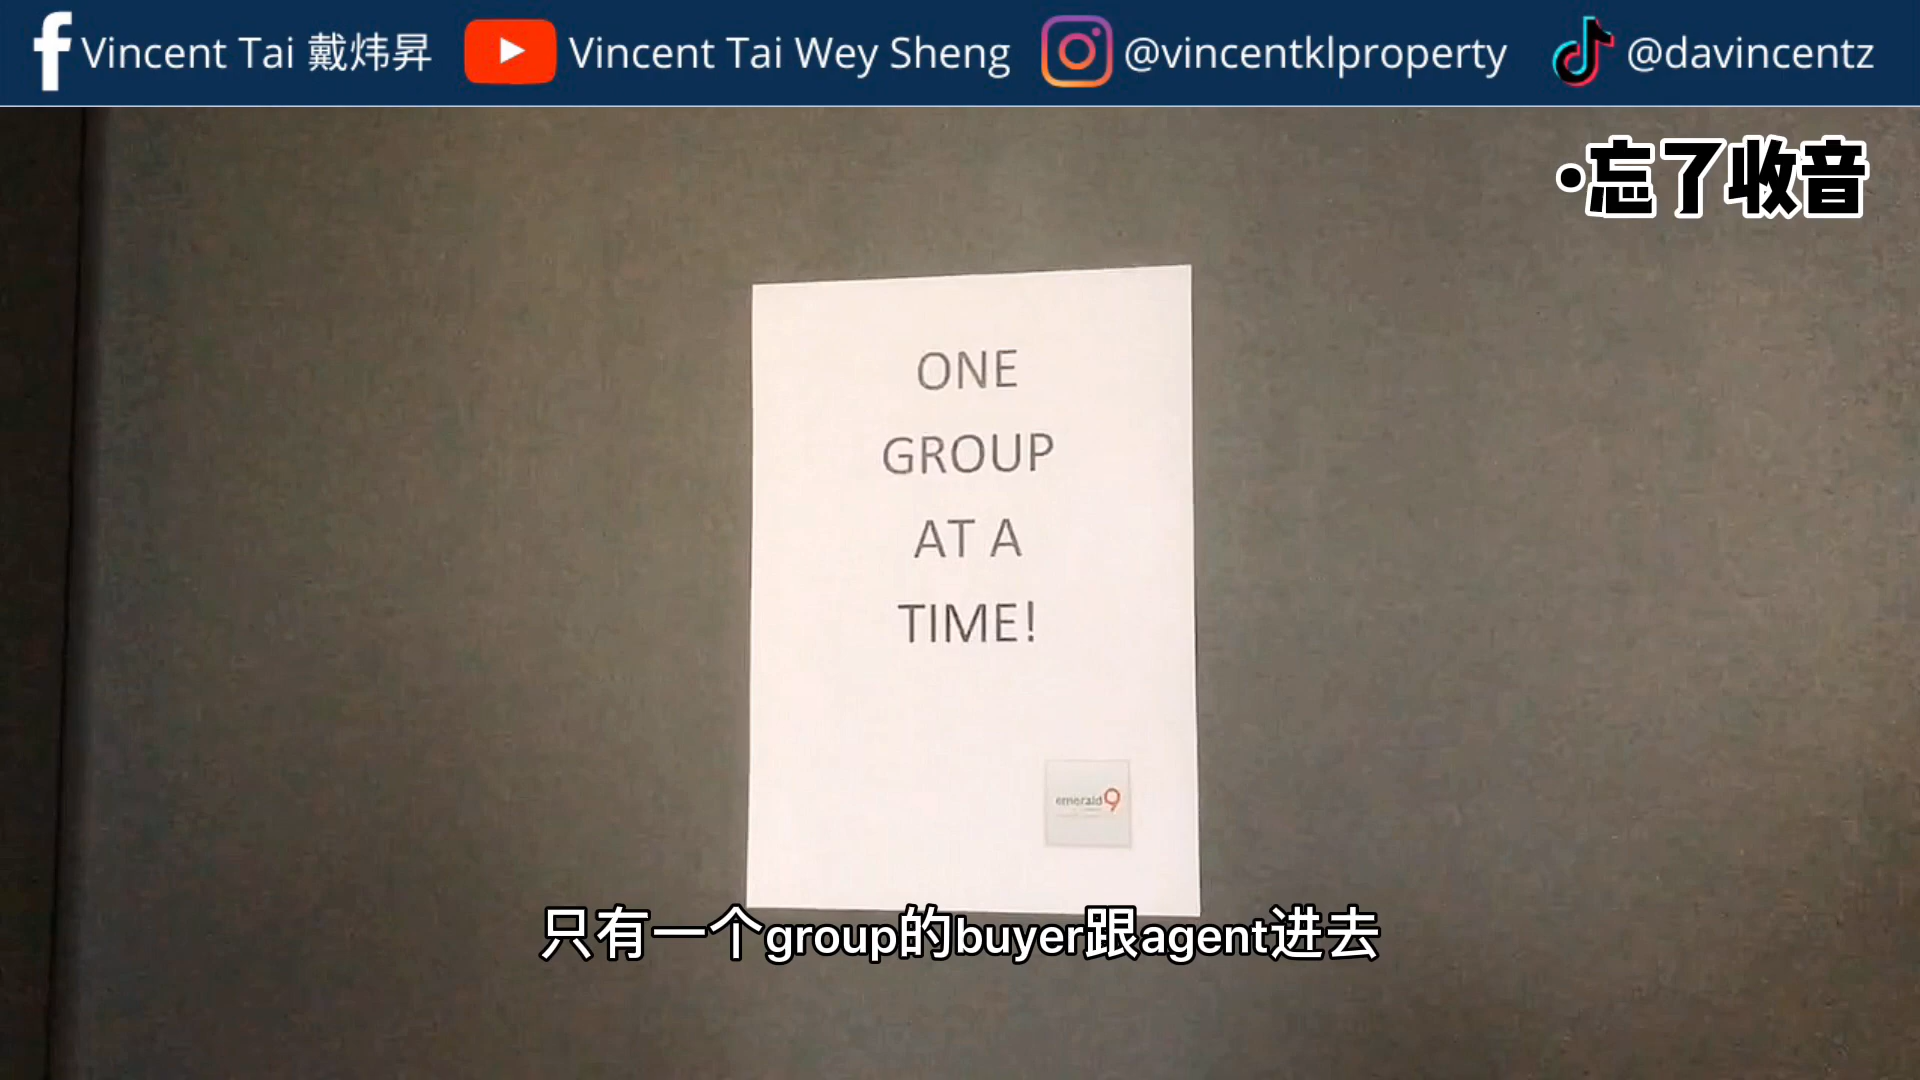 Vincent Tai 戴炜昇
Vincent Tai Wey Sheng
@vincentklproperty
@davincentz
•忘了收音
ONE
GROUP
AT A
TIME!
emerald9
只有一个group的buyer跟agent进去